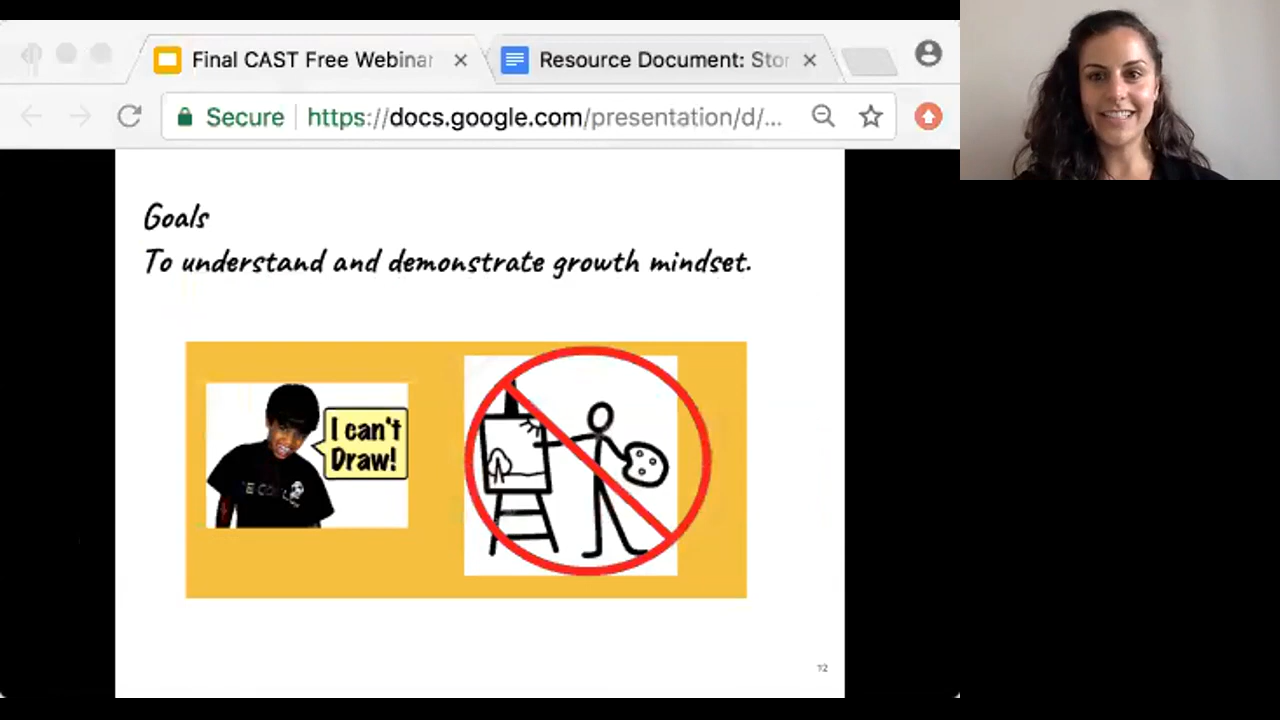 Final CAST Free Webinar
Resource Document: Stor
Secure
https://docs.google.com/presentation/d/...
Goals
To understand and demonstrate growth mindset.
I can't
Draw!